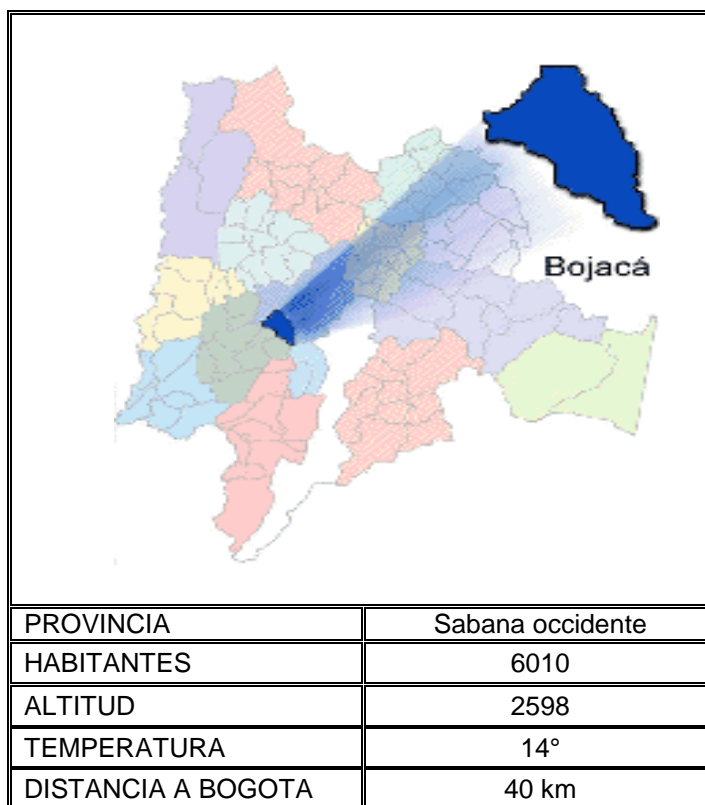 Bojacá
PROVINCIA Sabana occidente
HABITANTES 6010
ALTITUD 2598
TEMPERATURA 14°
DISTANCIA A BOGOTA 40 km